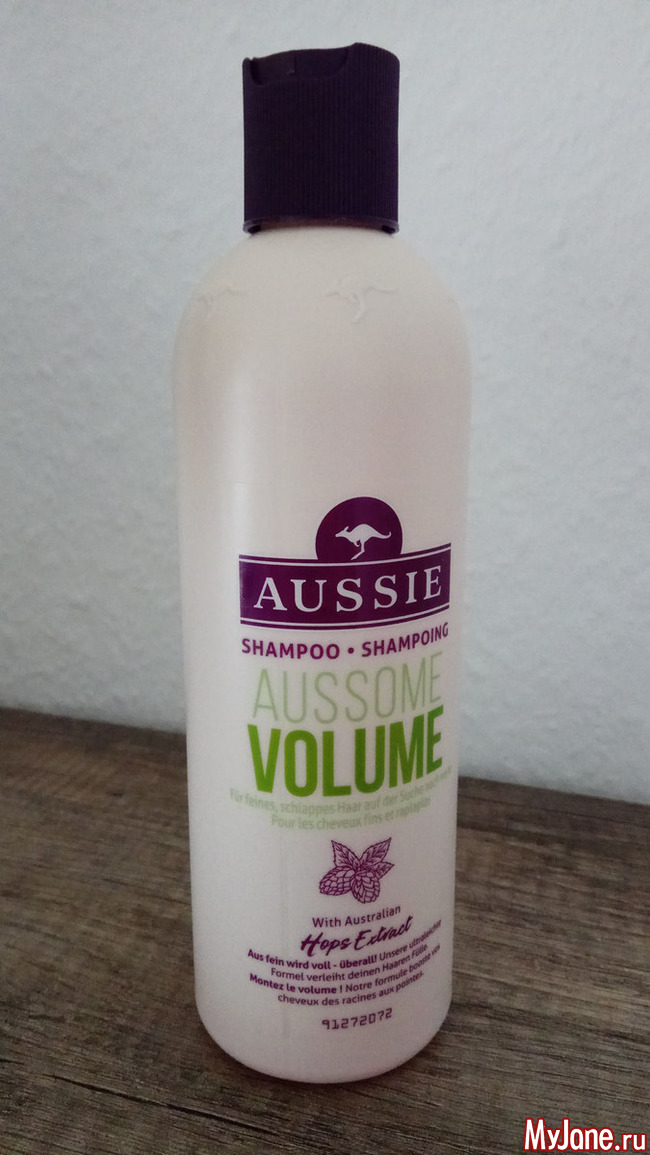 AUSSIE
SHAMPOO • SHAMPOING
AUSSOME
VOLUME
Für feines, schlappes Haar auf der Suche nach mehr
Pour les cheveux fins et raplaplas
With Australian
Hops Extract
Aus fein wird voll - überall! Unsere ultraleichte
Formel verleiht deinen Haaren Fülle.
Montez le volume ! Notre formule booste vos
cheveux des racines aux pointes.
91272072
MyJane.ru